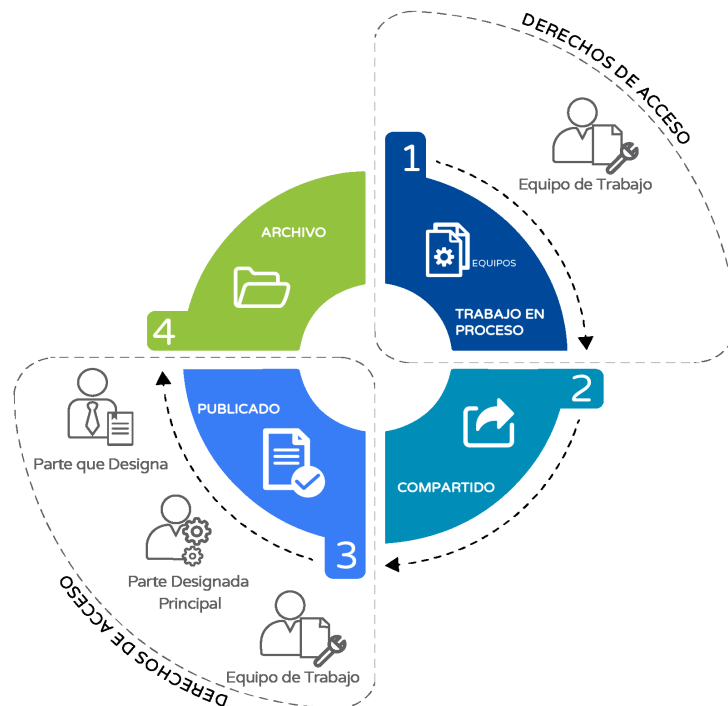 DERECHOS DE ACCESO
Equipo de Trabajo
1
EQUIPOS
TRABAJO EN
PROCESO
ARCHIVO
4
2
COMPARTIDO
PUBLICADO
3
Parte que Designa
Parte Designada
Principal
Equipo de Trabajo
DERECHOS DE ACCESO